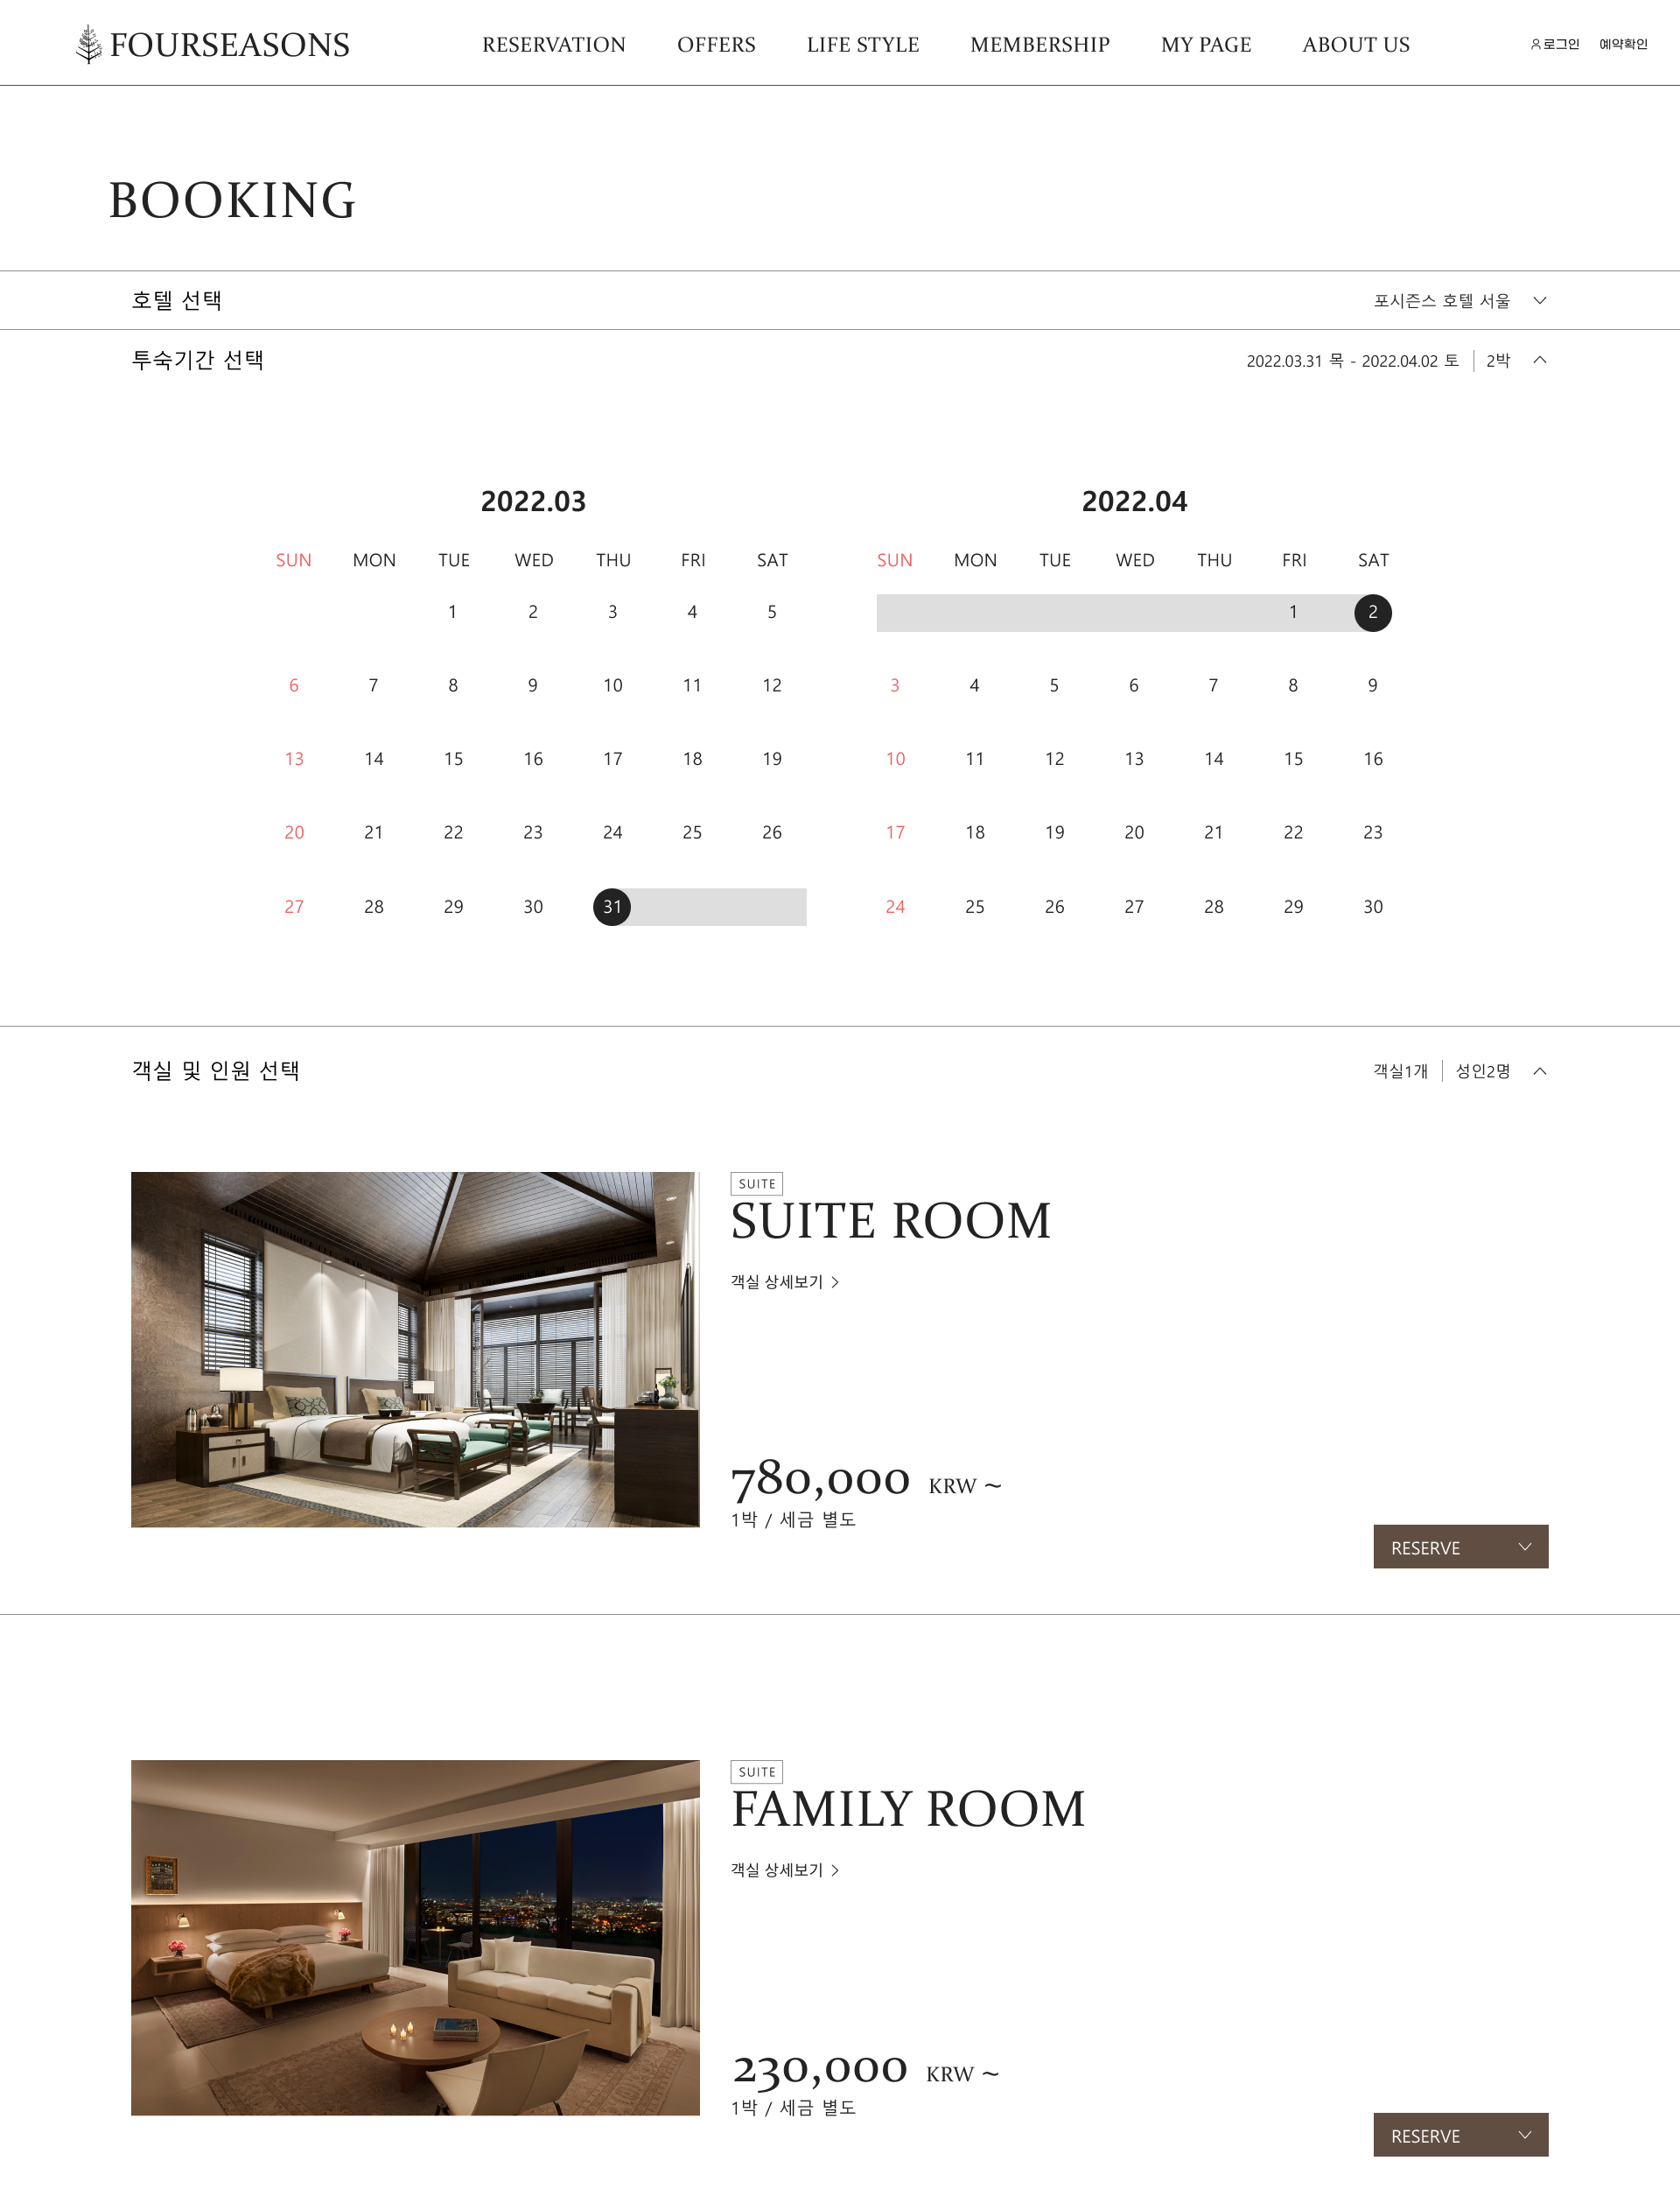 FOURSEASONS RESERVATION OFFERS LIFE STYLE MEMBERSHIP MY PAGE ABOUT US 로그인 예약확인
BOOKING
호텔 선택 포시즌스 호텔 서울
투숙기간 선택 2022.03.31 목 - 2022.04.02 토 2박
2022.03
SUN MON TUE WED THU FRI SAT
1 2 3 4 5
6 7 8 9 10 11 12
13 14 15 16 17 18 19
20 21 22 23 24 25 26
27 28 29 30 31
2022.04
SUN MON TUE WED THU FRI SAT
1 2
3 4 5 6 7 8 9
10 11 12 13 14 15 16
17 18 19 20 21 22 23
24 25 26 27 28 29 30
객실 및 인원 선택 객실1개 성인2명
SUITE
SUITE ROOM
객실 상세보기 >
780,000 KRW ~
1박 / 세금 별도
RESERVE
SUITE
FAMILY ROOM
객실 상세보기 >
230,000 KRW ~
1박 / 세금 별도
RESERVE